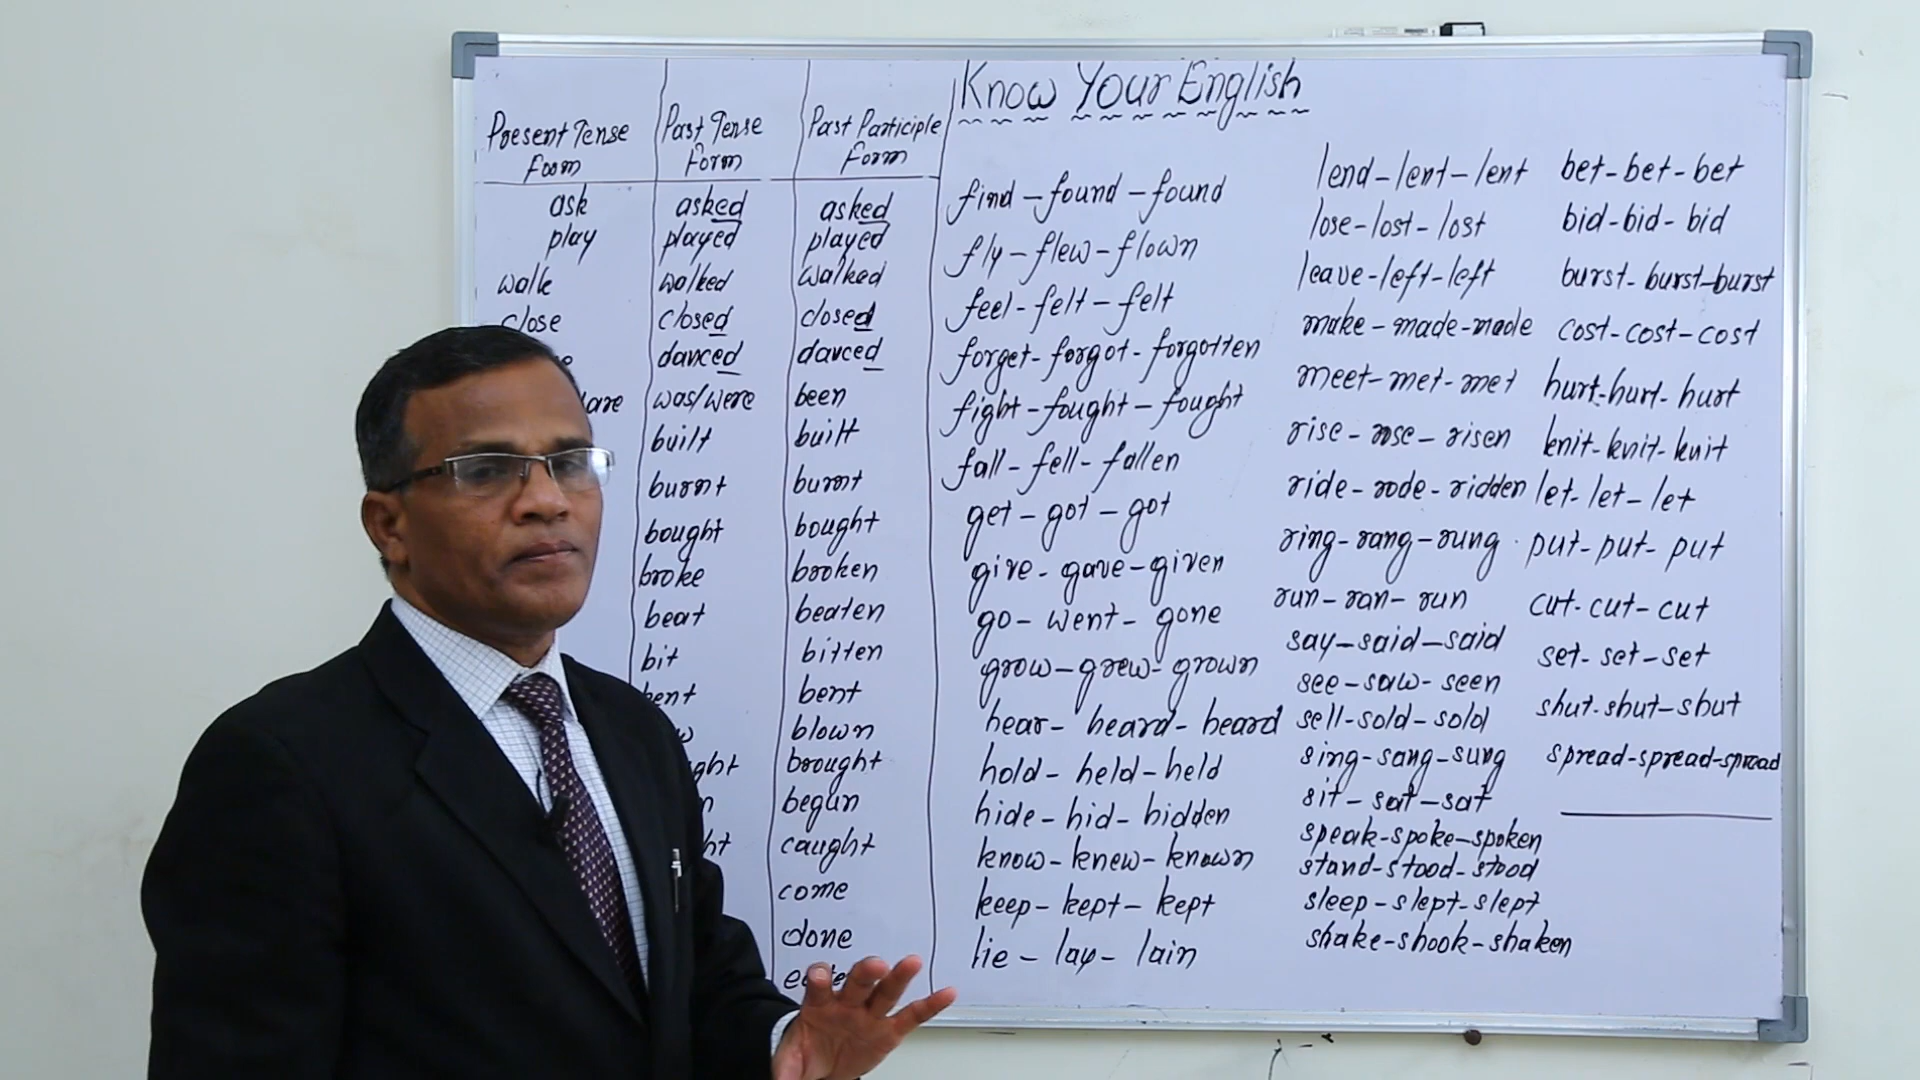 Know Your English
Present Tense Form
Past Tense Form
Past Participle Form
ask asked asked
play played played
walk walked walked
close closed closed
danced danced
are was/were been
built built
burnt burnt
bought bought
broke broken
beat beaten
bit bitten
bent
blown
brought
begun
caught
come
done
find - found - found
fly - flew - flown
feel - felt - felt
forget - forgot - forgotten
fight - fought - fought
fall - fell - fallen
get - got - got
give - gave - given
go - went - gone
grow - grew - grown
hear - heard - heard
hold - held - held
hide - hid - hidden
know - knew - known
keep - kept - kept
lie - lay - lain
lend - lent - lent
lose - lost - lost
leave - left - left
make - made - made
meet - met - met
rise - rose - risen
ride - rode - ridden
ring - rang - rung
run - ran - run
say - said - said
see - saw - seen
sell - sold - sold
sing - sang - sung
sit - sat - sat
speak - spoke - spoken
stand - stood - stood
sleep - slept - slept
shake - shook - shaken
bet - bet - bet
bid - bid - bid
burst - burst - burst
cost - cost - cost
hurt - hurt - hurt
knit - knit - knit
let - let - let
put - put - put
cut - cut - cut
set - set - set
shut - shut - shut
spread - spread - spread